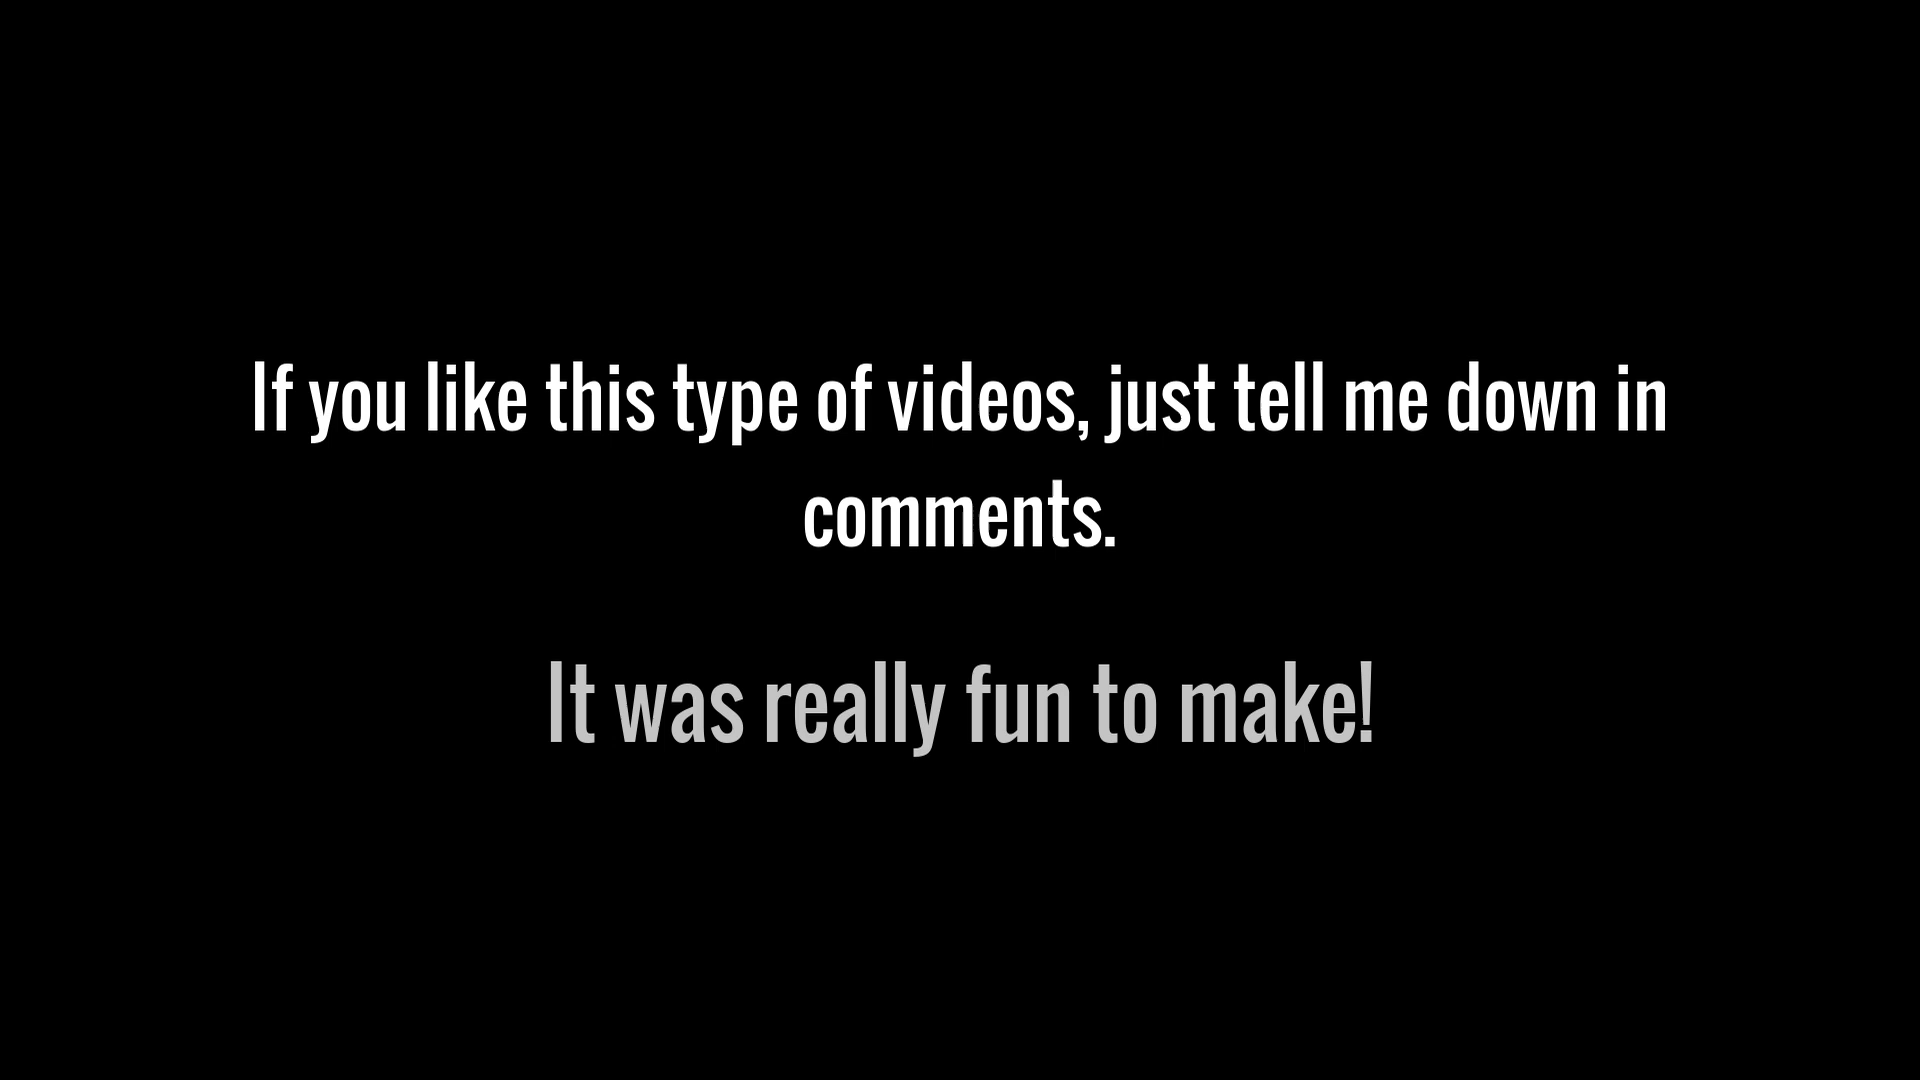 If you like this type of videos, just tell me down in
comments.
It was really fun to make!